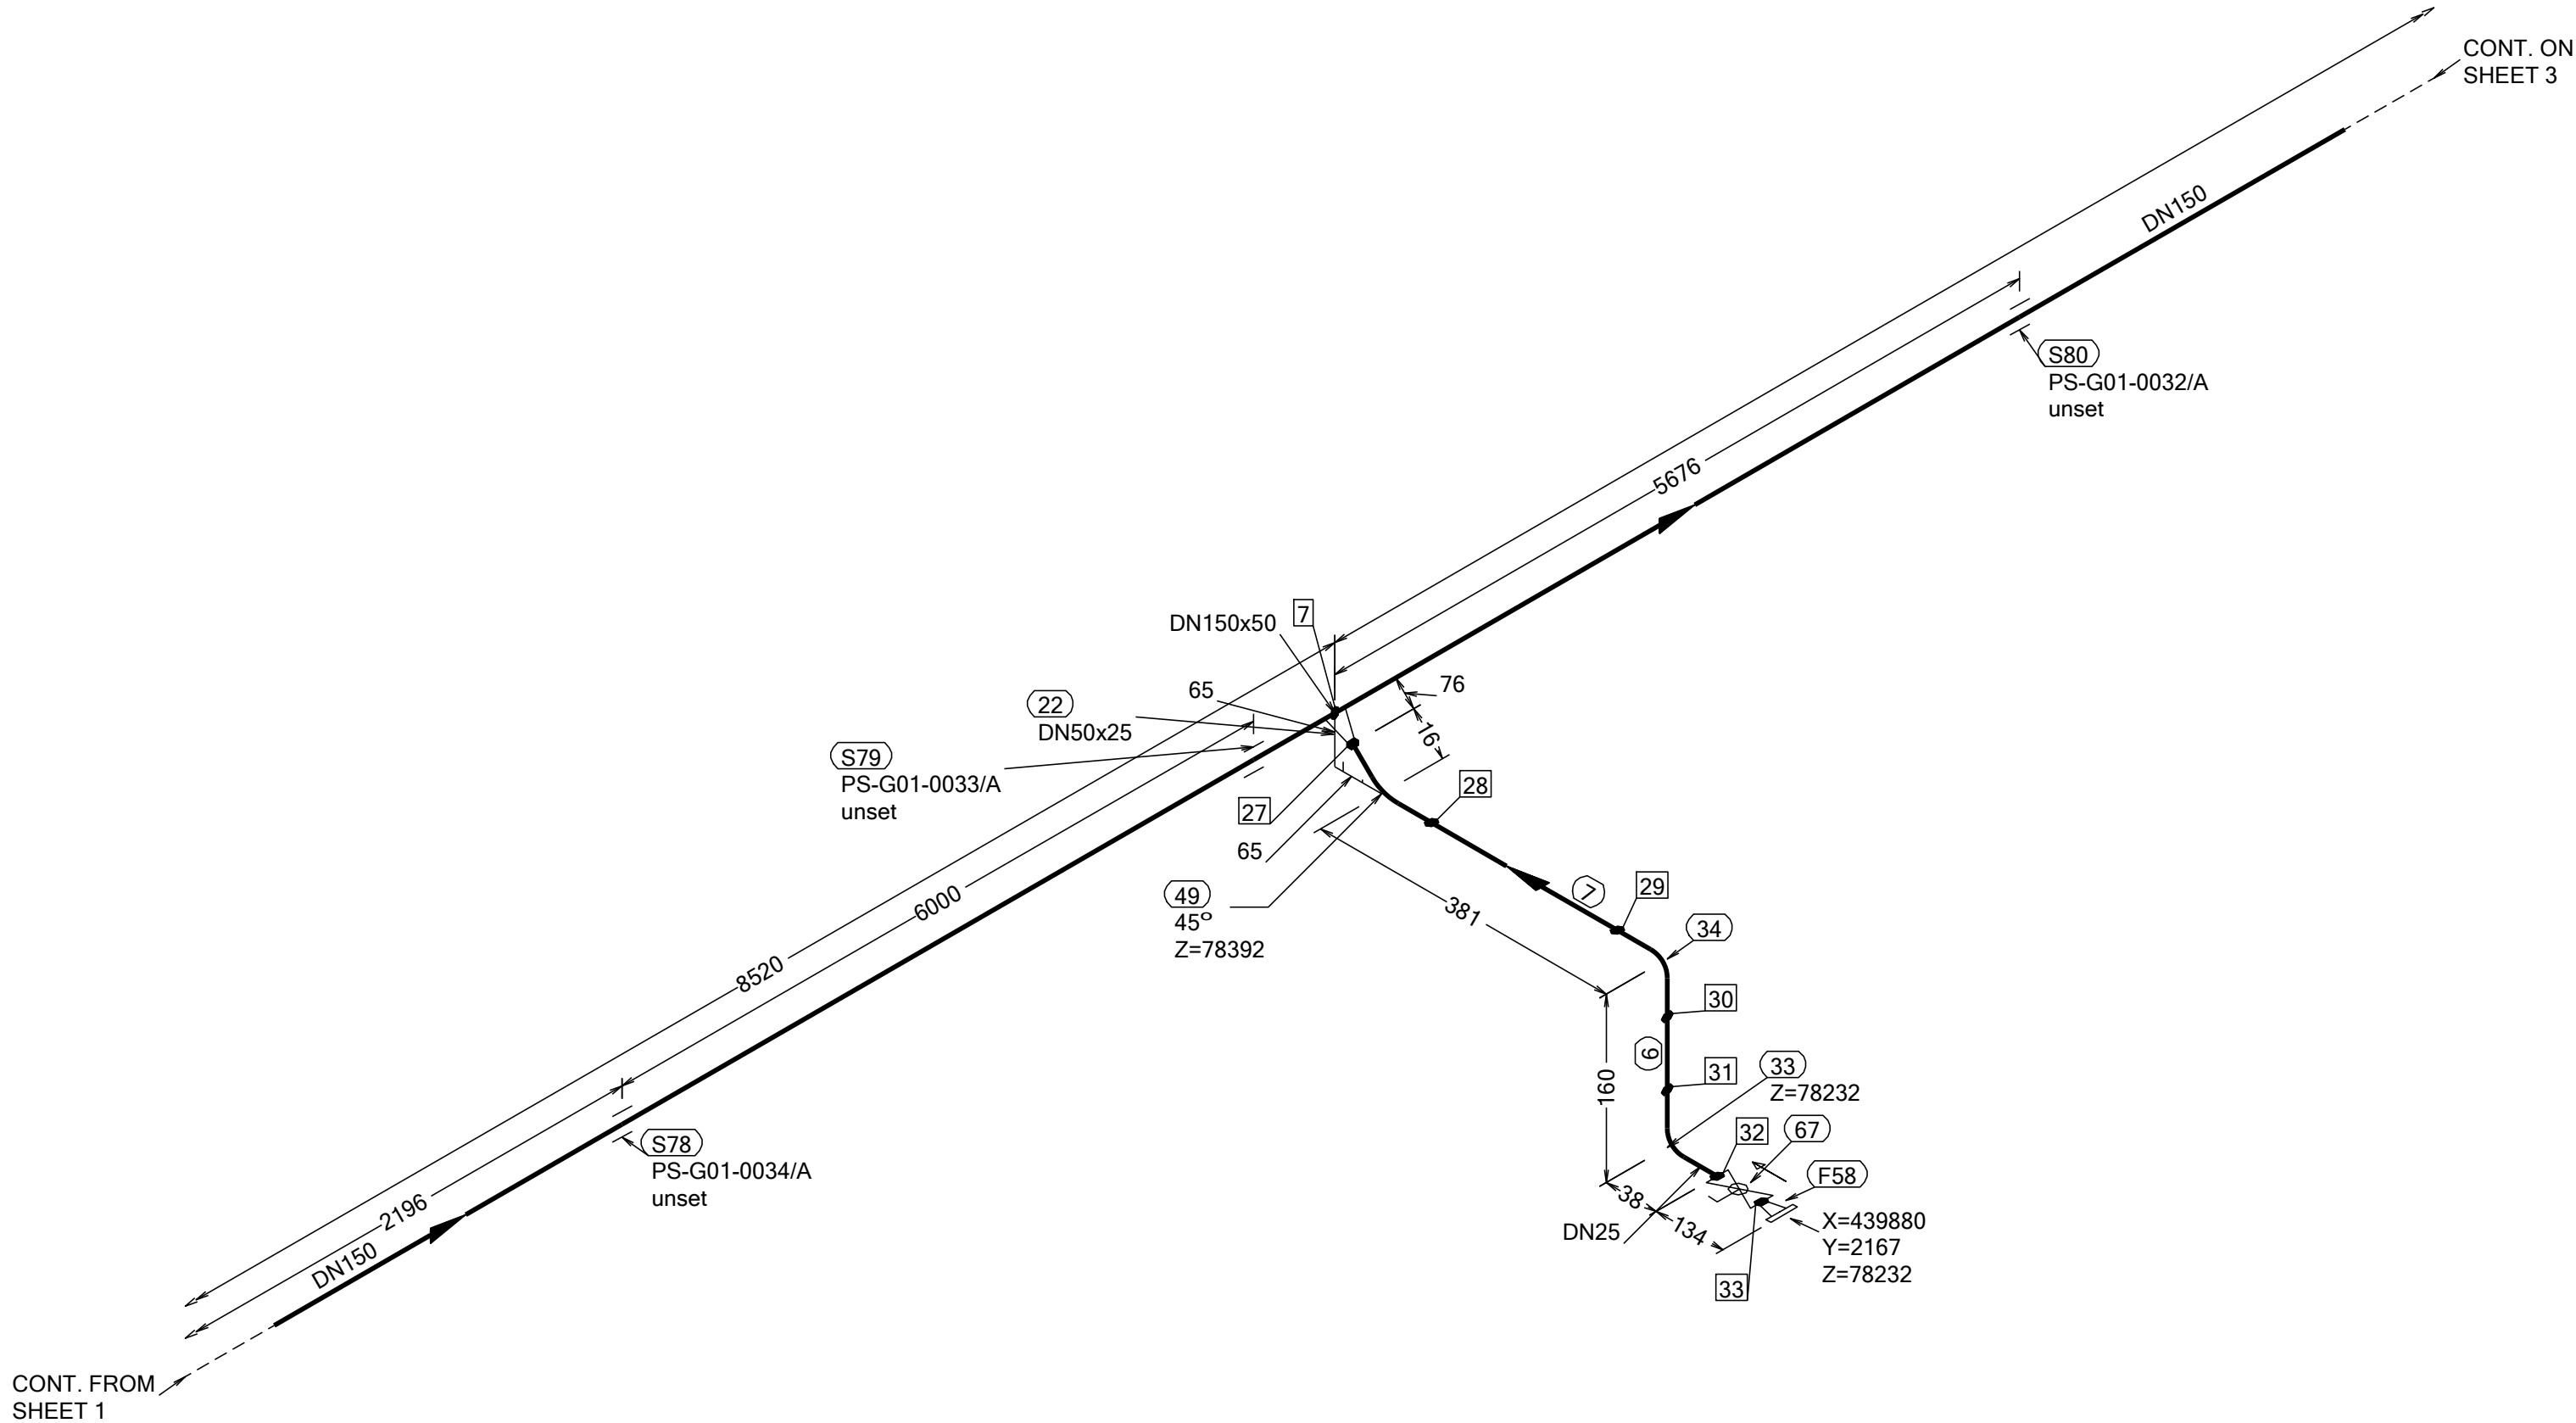 CONT. ON
SHEET 3
DN150
S80
PS-G01-0032/A
unset
5676
7
DN150x50
76
65
22
DN50x25
16
S79
PS-G01-0033/A
unset
28
27
65
49
45°
Z=78392
7
29
381
34
6000
8520
30
6
31
160
33
Z=78232
32
67
F58
S78
PS-G01-0034/A
unset
38
134
DN25
X=439880
Y=2167
Z=78232
33
2196
DN150
CONT. FROM
SHEET 1